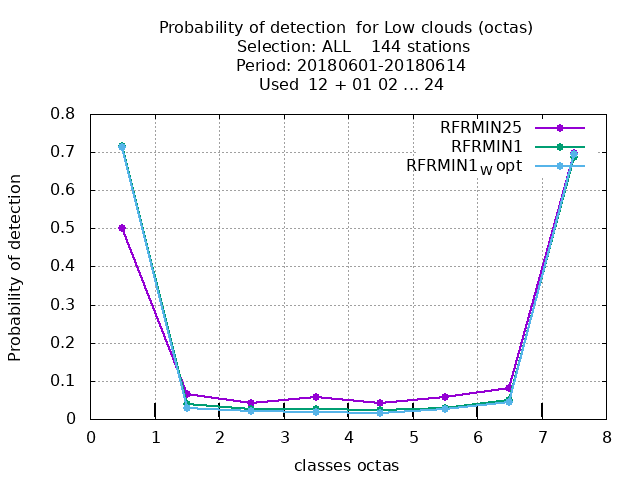 Probability of detection  for Low clouds (octas)
Selection: ALL    144 stations
Period: 20180601-20180614
Used  12 + 01 02 ... 24
RFRMIN25
RFRMIN1
RFRMIN1W opt
Probability of detection
0.8
0.7
0.6
0.5
0.4
0.3
0.2
0.1
0
0 1 2 3 4 5 6 7 8
classes octas